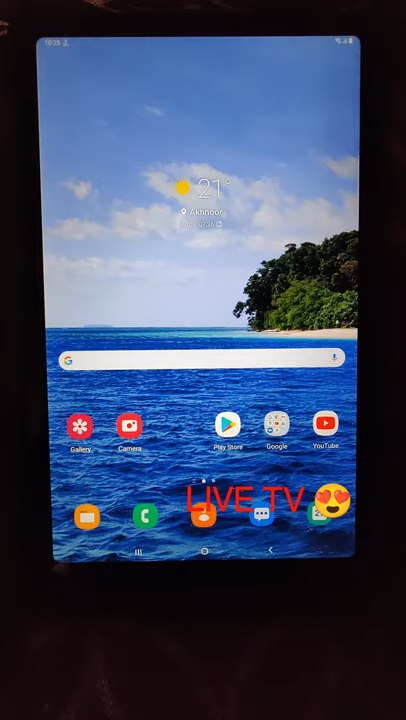 10:25
21°
Akhnoor
Gallery
Camera
Play Store
Google
YouTube
LIVE TV 😍